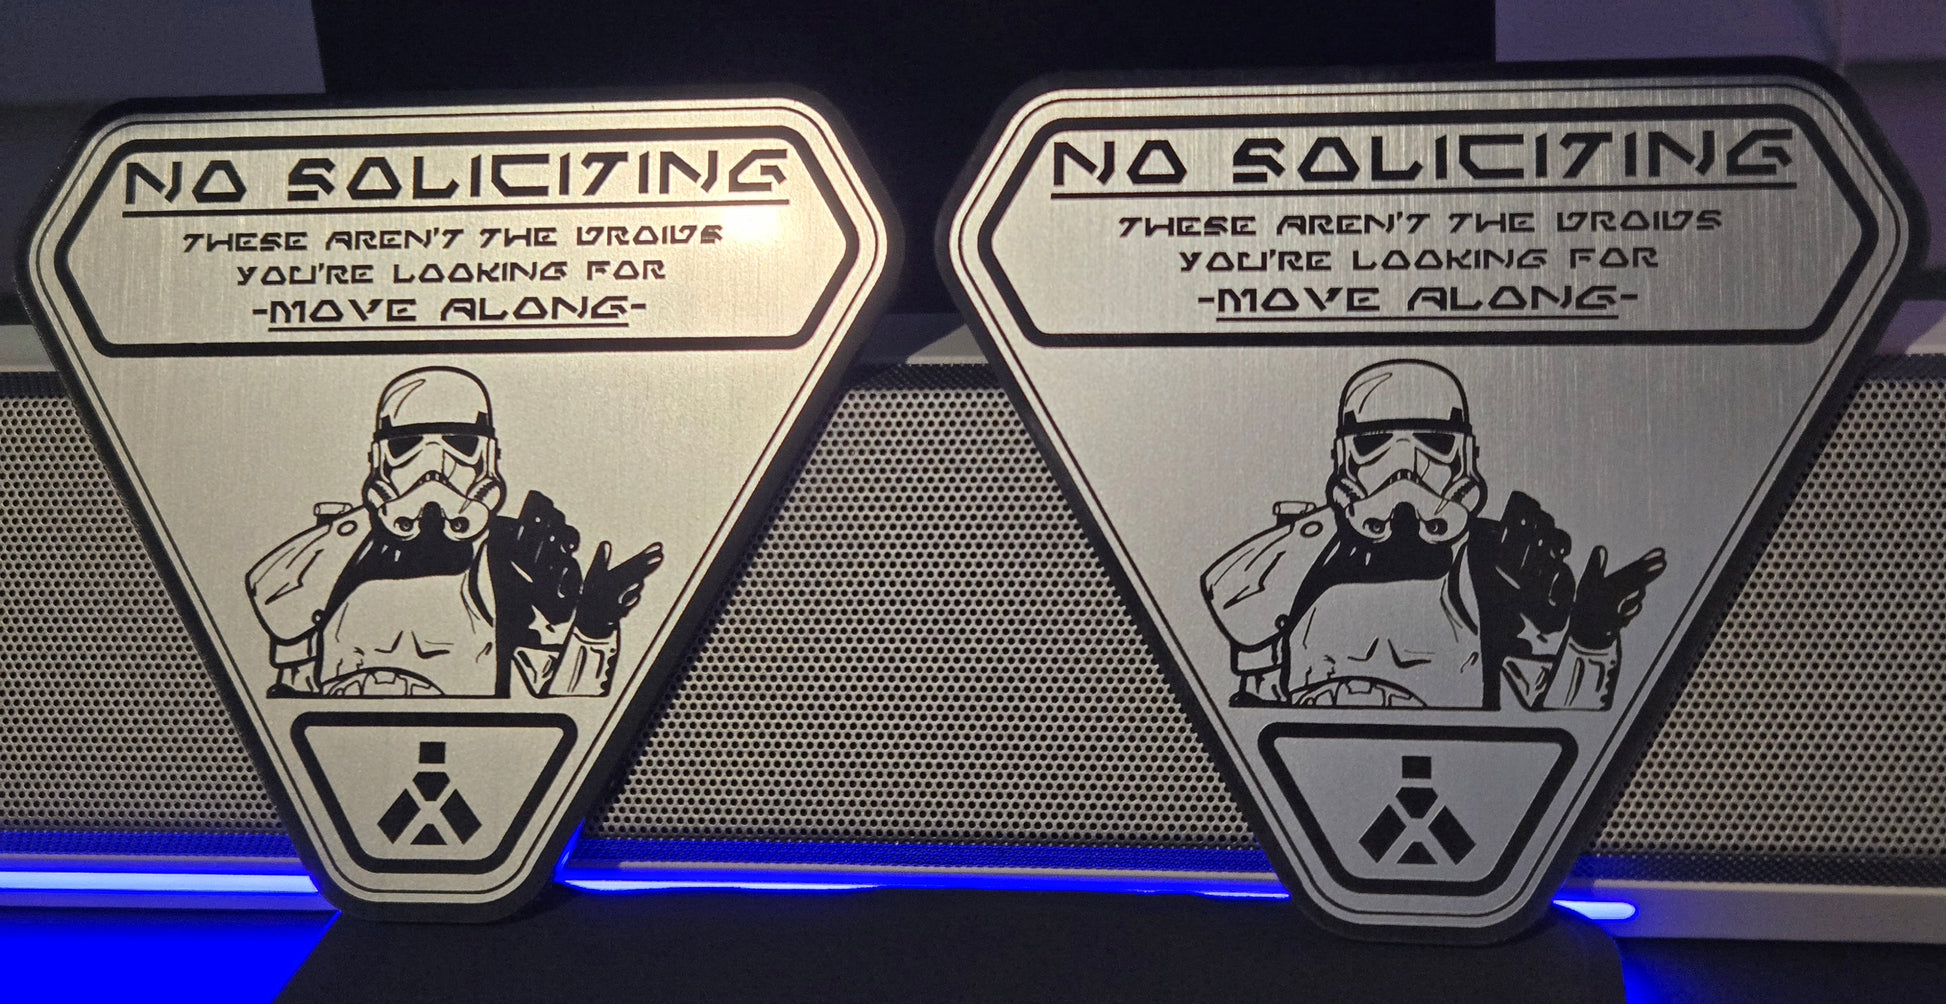 NO SOLICITING
THESE AREN'T THE DROIDS
YOU'RE LOOKING FOR
-MOVE ALONG-
NO SOLICITING
THESE AREN'T THE DROIDS
YOU'RE LOOKING FOR
-MOVE ALONG-